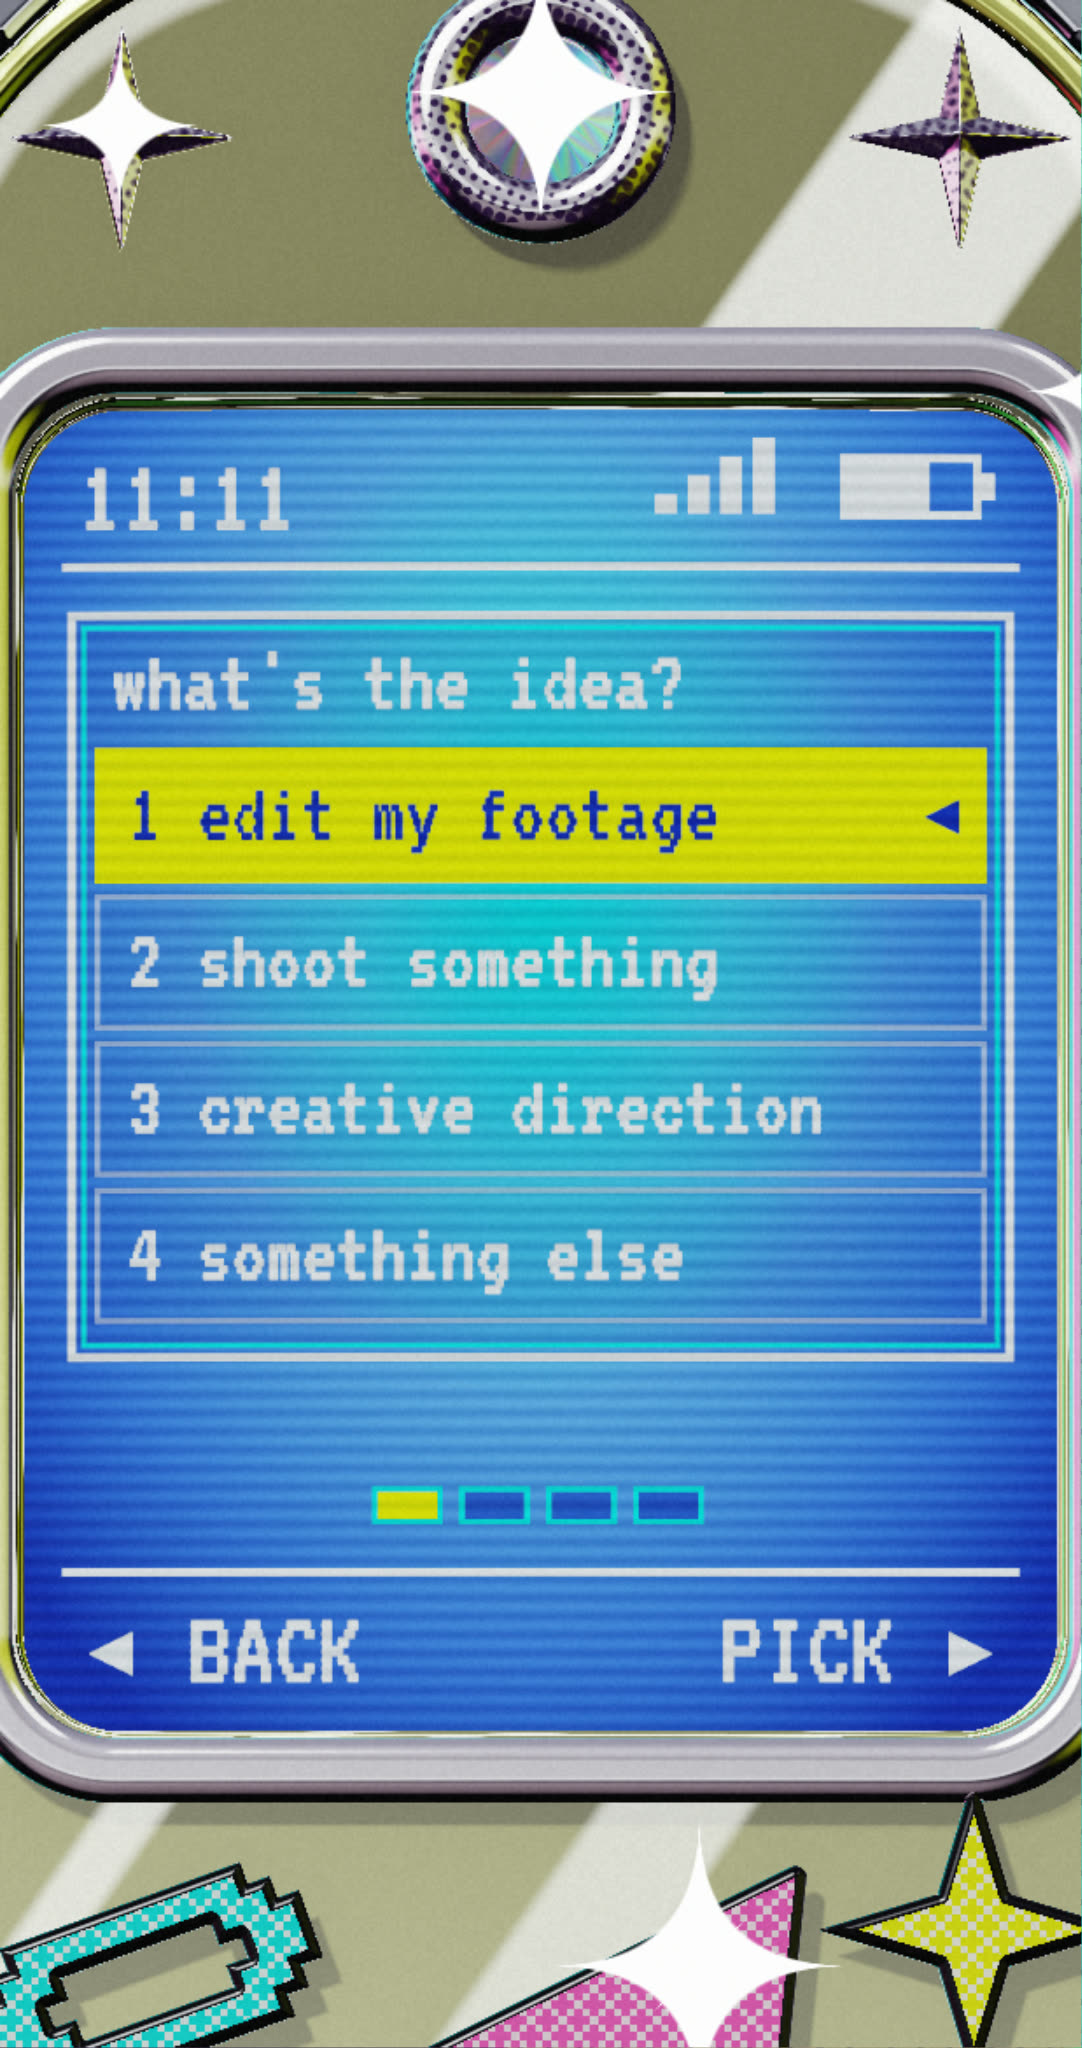 11:11
what's the idea?
1 edit my footage
2 shoot something
3 creative direction
4 something else
BACK PICK